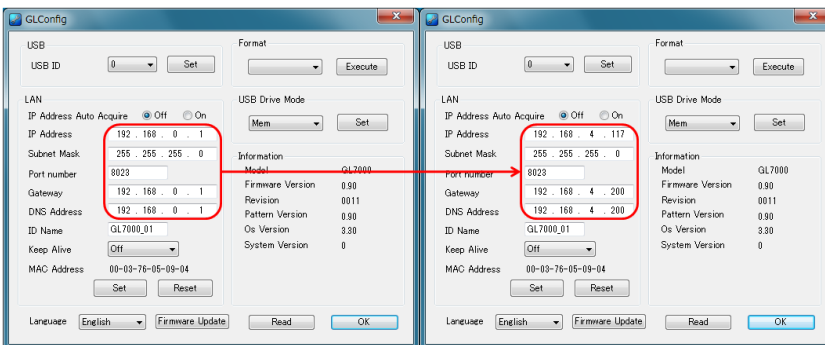 GLConfig
USB
USB ID 0 Set
Format
Execute
LAN
IP Address Auto Acquire Off On
IP Address 192 . 168 . 0 . 1
Subnet Mask 255 . 255 . 255 . 0
Port number 8023
Gateway 192 . 168 . 0 . 1
DNS Address 192 . 168 . 0 . 1
ID Name GL7000_01
Keep Alive Off
MAC Address 00-03-76-05-09-04
Set Reset
USB Drive Mode
Mem Set
Information
Model GL7000
Firmware Version 0.90
Revision 0011
Pattern Version 0.90
Os Version 3.30
System Version 0
Language English Firmware Update Read OK
GLConfig
USB
USB ID 0 Set
Format
Execute
LAN
IP Address Auto Acquire Off On
IP Address 192 . 168 . 4 . 117
Subnet Mask 255 . 255 . 255 . 0
Port number 8023
Gateway 192 . 168 . 4 . 200
DNS Address 192 . 168 . 4 . 200
ID Name GL7000_01
Keep Alive Off
MAC Address 00-03-76-05-09-04
Set Reset
USB Drive Mode
Mem Set
Information
Model GL7000
Firmware Version 0.90
Revision 0011
Pattern Version 0.90
Os Version 3.30
System Version 0
Language English Firmware Update Read OK